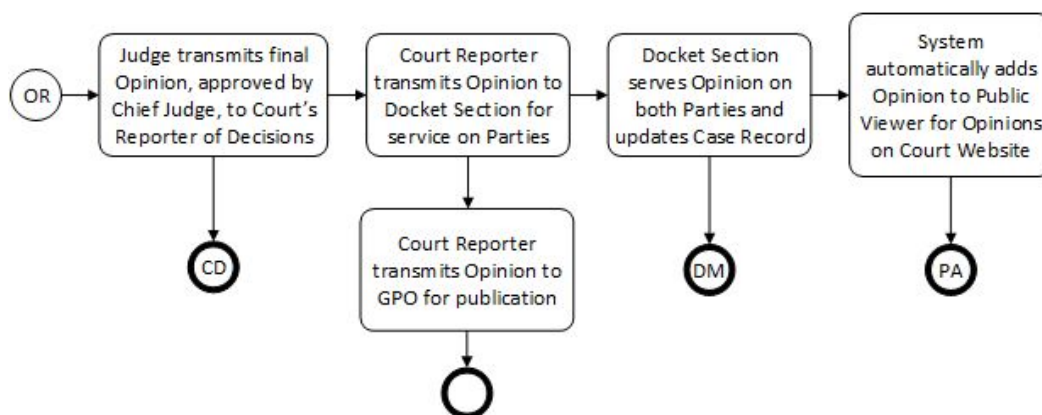 OR
Judge transmits final
Opinion, approved by
Chief Judge, to Court's
Reporter of Decisions
Court Reporter
transmits Opinion to
Docket Section for
service on Parties
Docket Section
serves Opinion on
both Parties and
updates Case Record
System
automatically adds
Opinion to Public
Viewer for Opinions
on Court Website
CD
Court Reporter
transmits Opinion to
GPO for publication
DM
PA